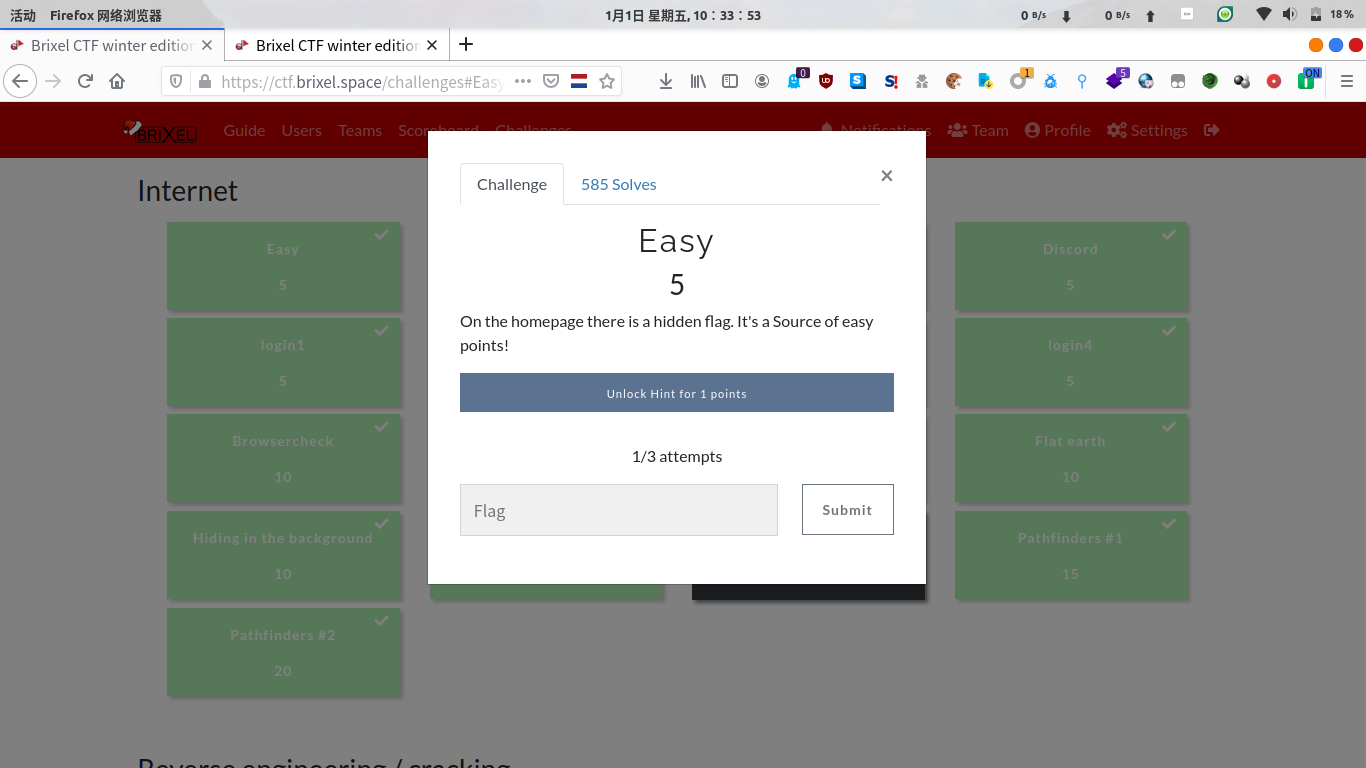 活动 Firefox 网络浏览器 1月1日 星期五, 10：33：53 0 B/s 0 B/s 18 %
Brixel CTF winter edition Brixel CTF winter edition
https://ctf.brixel.space/challenges#Easy 0 1 5 ON
BRIXEL Guide Users Teams Scoreboard Challenges Notifications Team Profile Settings
Internet
Challenge 585 Solves ×
Easy
5
On the homepage there is a hidden flag. It's a Source of easy
points!
Unlock Hint for 1 points
1/3 attempts
Flag Submit
Easy Discord
5 5
login1 login4
5 5
Browsercheck Flat earth
10 10
Hiding in the background Pathfinders #1
10 15
Pathfinders #2
20
Reverse engineering / cracking